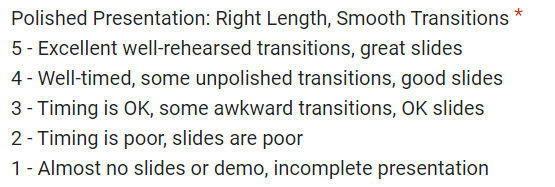 Polished Presentation: Right Length, Smooth Transitions *
5 - Excellent well-rehearsed transitions, great slides
4 - Well-timed, some unpolished transitions, good slides
3 - Timing is OK, some awkward transitions, OK slides
2 - Timing is poor, slides are poor
1 - Almost no slides or demo, incomplete presentation